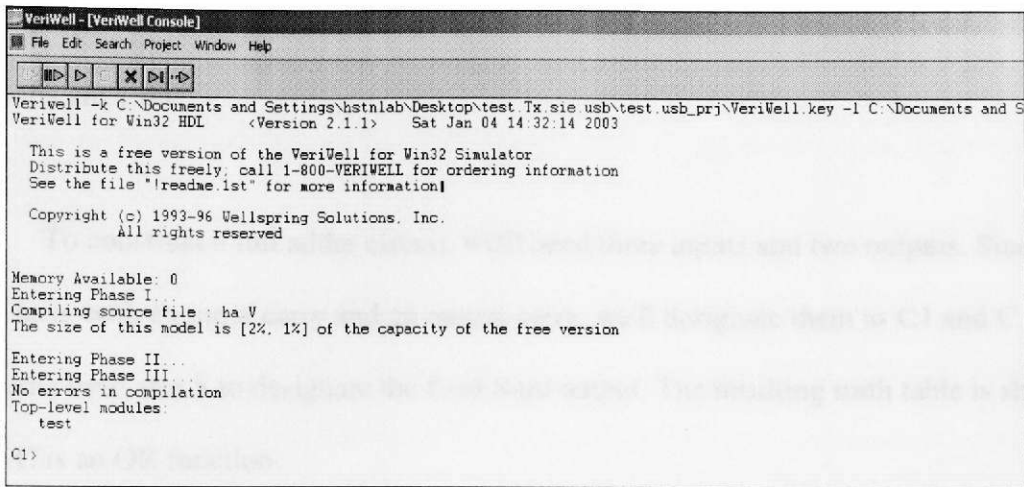 VeriWell - [VeriWell Console]
File Edit Search Project Window Help
Veriwell -k C:\Documents and Settings\hstnlab\Desktop\test.Tx.sie.usb\test.usb_prj\VeriWell.key -l C:\Documents and S
VeriWell for Win32 HDL <Version 2.1.1> Sat Jan 04 14:32:14 2003
This is a free version of the VeriWell for Win32 Simulator
Distribute this freely; call 1-800-VERIWELL for ordering information
See the file "!readme.1st" for more information
Copyright (c) 1993-96 Wellspring Solutions, Inc.
All rights reserved
Memory Available: 0
Entering Phase I...
Compiling source file : ha.V
The size of this model is [2%, 1%] of the capacity of the free version
Entering Phase II...
Entering Phase III...
No errors in compilation
Top-level modules:
test
C1>